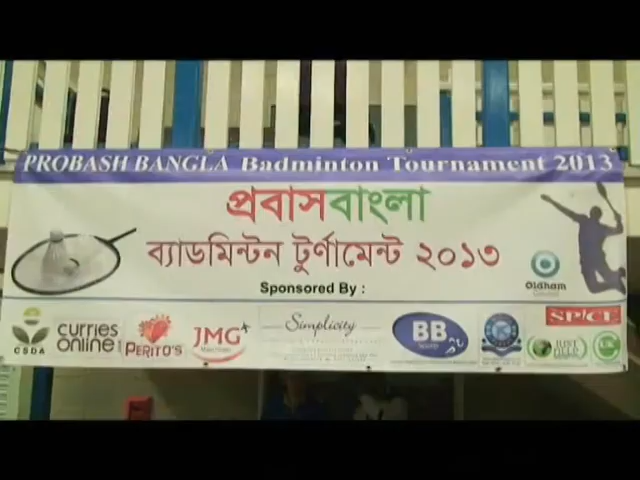 PROBASH BANGLA Badminton Tournament 2013
প্রবাসবাংলা
ব্যাডমিন্টন টুর্ণামেন্ট ২০১৩
Oldham
Sponsored By :
CSDA
curries Online
PERITO'S
JMG
Simplicity
BB
SPICE